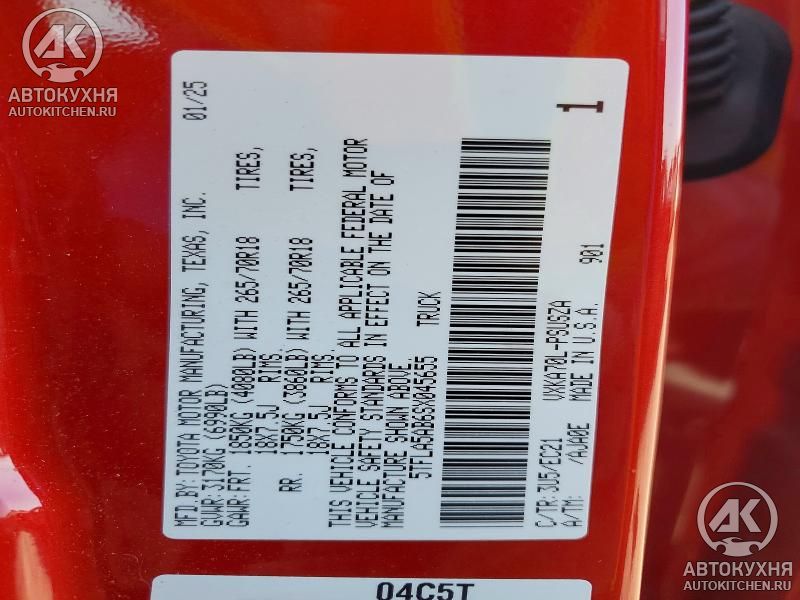 АВТОКУХНЯ
AUTOKITCHEN.RU
MFD.BY:TOYOTA MOTOR MANUFACTURING, TEXAS, INC. 01/25
GVWR:3170KG (6990LB)
GAWR:FRT. 1850KG (4080LB) WITH 265/70R18 TIRES,
18X7.5J RIMS.
RR. 1750KG (3860LB) WITH 265/70R18 TIRES,
18X7.5J RIMS.
THIS VEHICLE CONFORMS TO ALL APPLICABLE FEDERAL MOTOR
VEHICLE SAFETY STANDARDS IN EFFECT ON THE DATE OF
MANUFACTURE SHOWN ABOVE.
5TFLA5AB6SX045655 TRUCK
C/TR:3U5/EC21 VXKA70L-PSUSZA
A/TM: /AJA0E MADE IN U.S.A. 901
1
04C5T
АВТОКУХНЯ
AUTOKITCHEN.RU